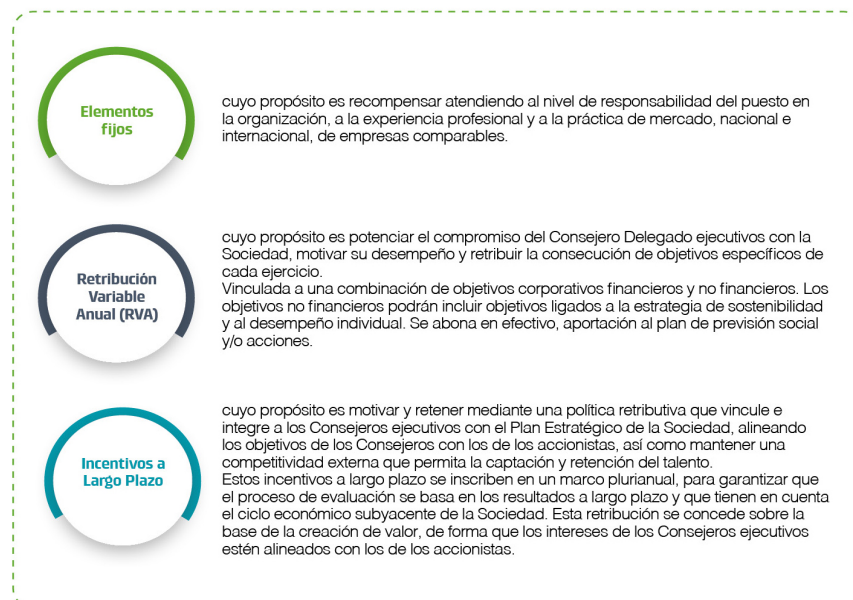 Elementos
fijos
cuyo propósito es recompensar atendiendo al nivel de responsabilidad del puesto en
la organización, a la experiencia profesional y a la práctica de mercado, nacional e
internacional, de empresas comparables.
Retribución
Variable
Anual (RVA)
cuyo propósito es potenciar el compromiso del Consejero Delegado ejecutivos con la
Sociedad, motivar su desempeño y retribuir la consecución de objetivos específicos de
cada ejercicio.
Vinculada a una combinación de objetivos corporativos financieros y no financieros. Los
objetivos no financieros podrán incluir objetivos ligados a la estrategia de sostenibilidad
y al desempeño individual. Se abona en efectivo, aportación al plan de previsión social
y/o acciones.
Incentivos a
Largo Plazo
cuyo propósito es motivar y retener mediante una política retributiva que vincule e
integre a los Consejeros ejecutivos con el Plan Estratégico de la Sociedad, alineando
los objetivos de los Consejeros con los de los accionistas, así como mantener una
competitividad externa que permita la captación y retención del talento.
Estos incentivos a largo plazo se inscriben en un marco plurianual, para garantizar que
el proceso de evaluación se basa en los resultados a largo plazo y que tienen en cuenta
el ciclo económico subyacente de la Sociedad. Esta retribución se concede sobre la
base de la creación de valor, de forma que los intereses de los Consejeros ejecutivos
estén alineados con los de los accionistas.